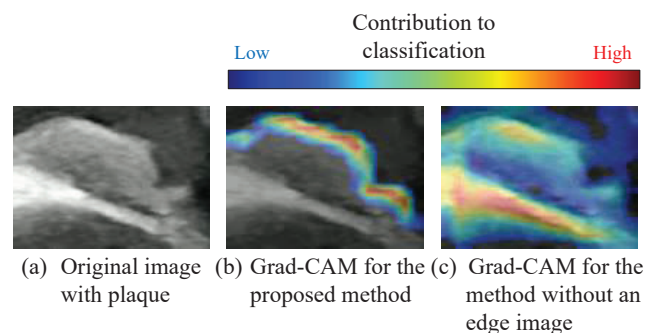 Contribution to
classification
Low
High
(a) Original image
with plaque
(b) Grad-CAM for the
proposed method
(c) Grad-CAM for the
method without an
edge image